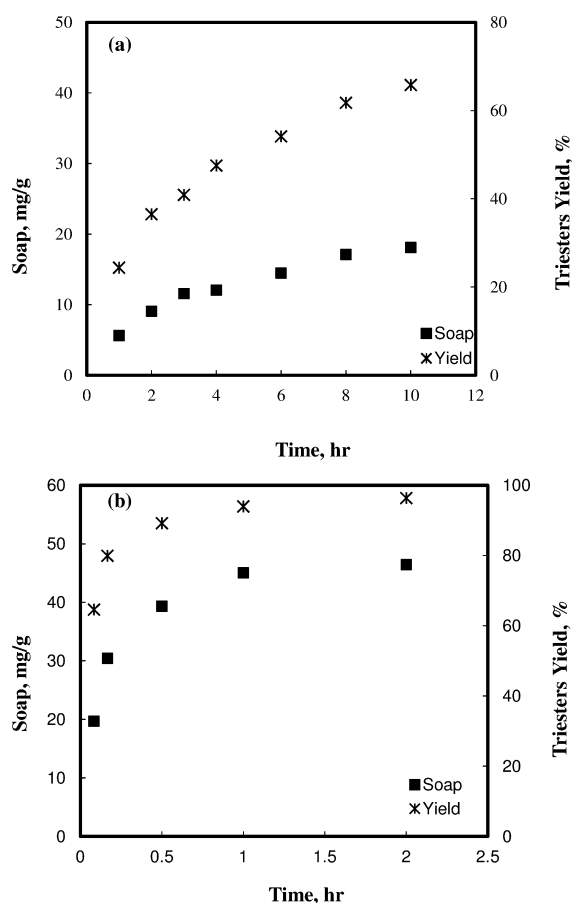 (a)
50
40
30
20
10
0
80
60
40
20
0
0 2 4 6 8 10 12
Soap, mg/g
Triesters Yield, %
Soap
Yield
Time, hr
(b)
60
50
40
30
20
10
0
100
80
60
40
20
0
0 0.5 1 1.5 2 2.5
Soap, mg/g
Triesters Yield, %
Soap
Yield
Time, hr